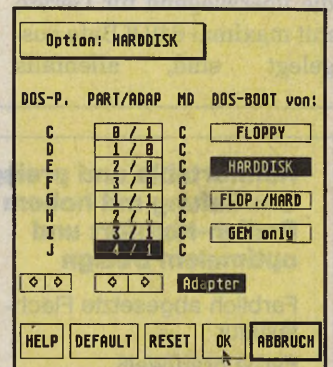 Option: HARDDISK
DOS-P. PART/ADAP MD DOS-BOOT von:
C 0 / 1 C FLOPPY
D 1 / 0 C
E 2 / 0 C HARDDISK
F 3 / 0 C
G 1 / 1 C FLOP./HARD
H 2 / 1 C
I 3 / 1 C GEM only
J 4 / 1 C
Adapter
HELP DEFAULT RESET OK ABBRUCH